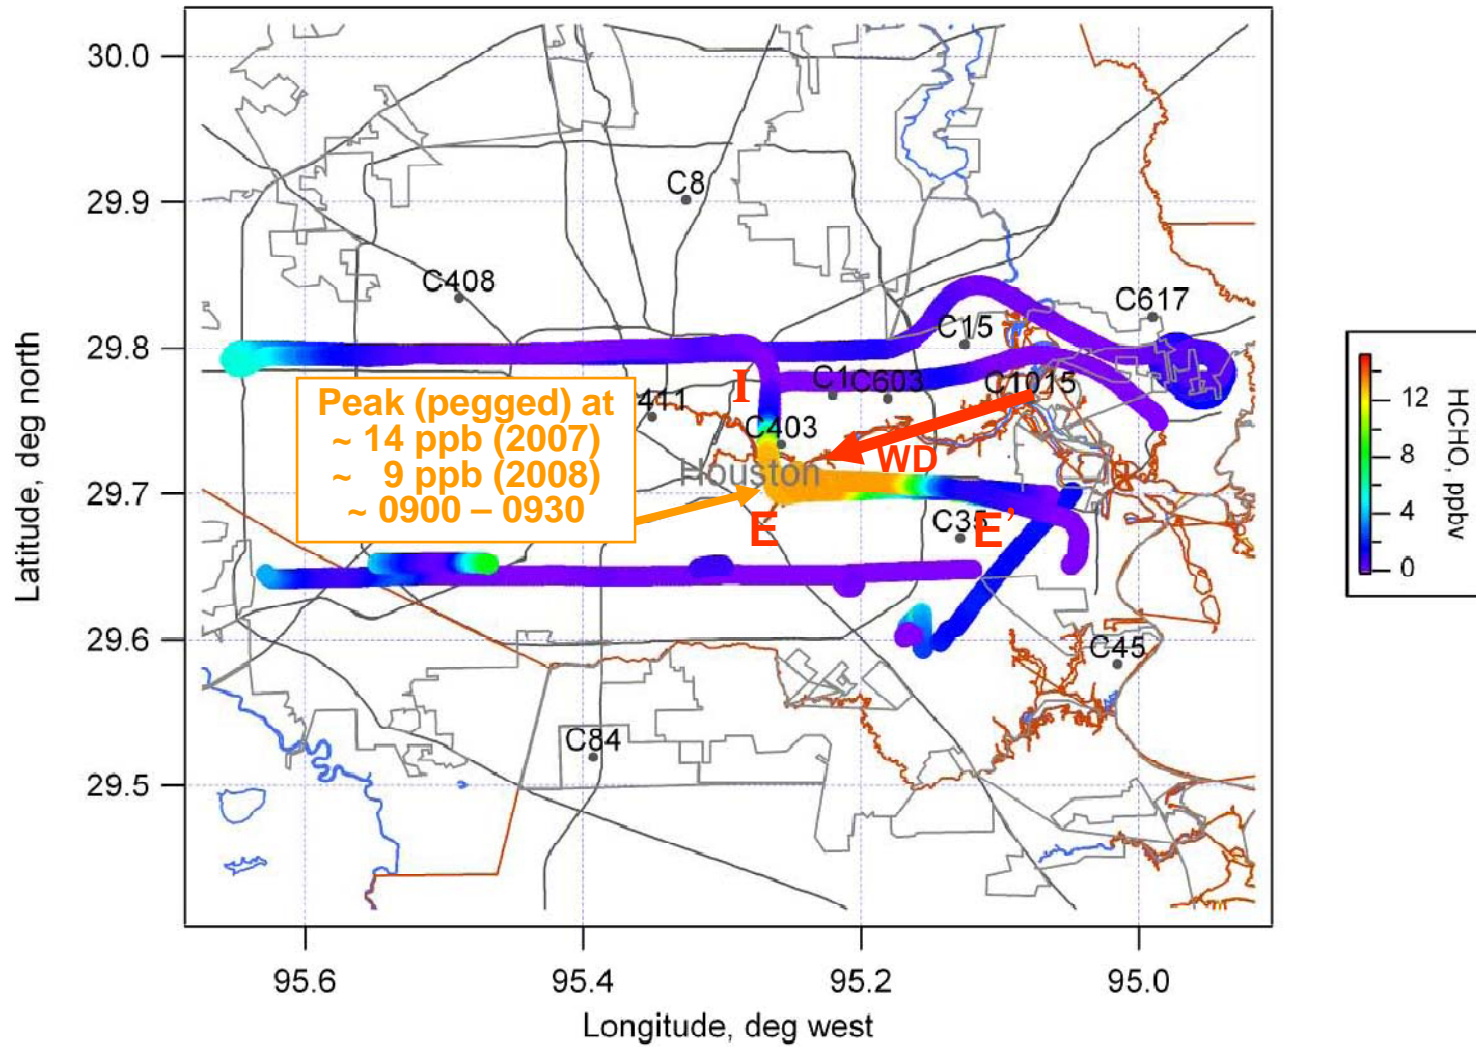 30.0
29.9
29.8
29.7
29.6
29.5
Latitude, deg north
95.6
95.4
95.2
95.0
Longitude, deg west
C8
C408
C617
C15
C1
C603
C1015
411
C403
Houston
C35
C45
C84
I
WD
E
E'
Peak (pegged) at
~ 14 ppb (2007)
~ 9 ppb (2008)
~ 0900 – 0930
12
8
4
0
HCHO, ppbv